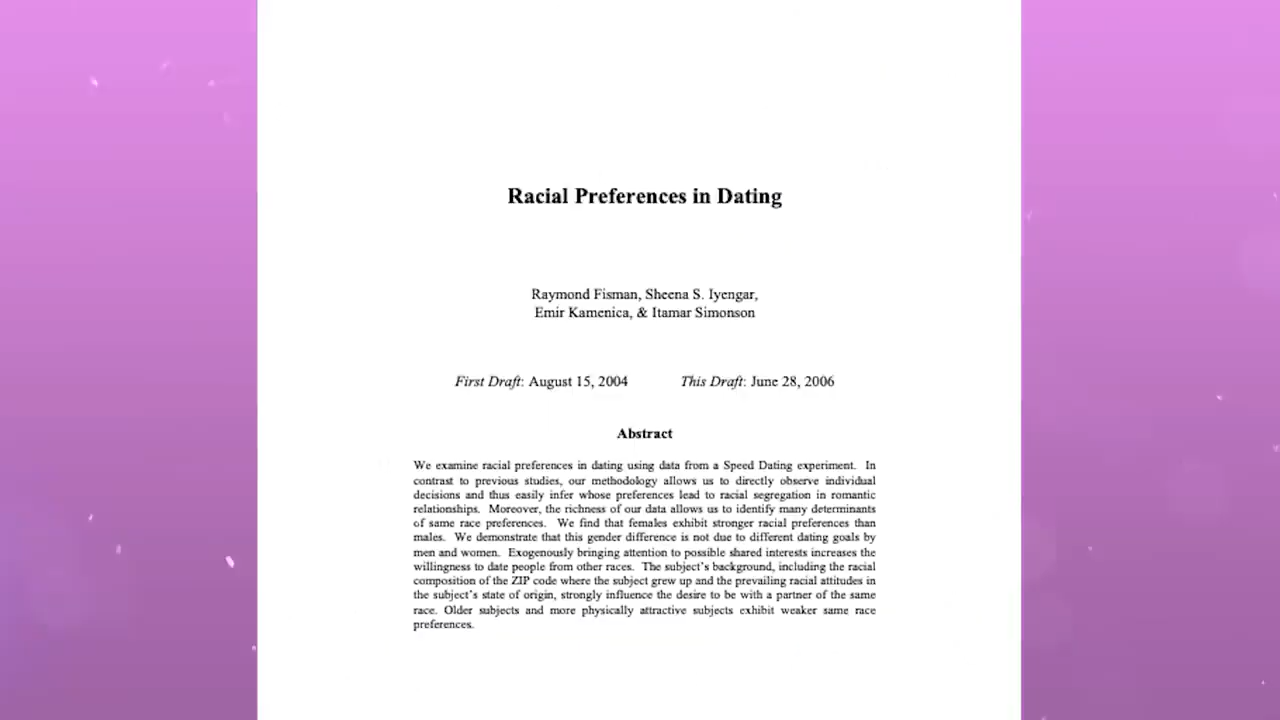 Racial Preferences in Dating
Raymond Fisman, Sheena S. Iyengar,
Emir Kamenica, & Itamar Simonson
First Draft: August 15, 2004 This Draft: June 28, 2006
Abstract
We examine racial preferences in dating using data from a Speed Dating experiment. In
contrast to previous studies, our methodology allows us to directly observe individual
decisions and thus easily infer whose preferences lead to racial segregation in romantic
relationships. Moreover, the richness of our data allows us to identify many determinants
of same race preferences. We find that females exhibit stronger racial preferences than
males. We demonstrate that this gender difference is not due to different dating goals by
men and women. Exogenously bringing attention to possible shared interests increases the
willingness to date people from other races. The subject's background, including the racial
composition of the ZIP code where the subject grew up and the prevailing racial attitudes in
the subject's state of origin, strongly influence the desire to be with a partner of the same
race. Older subjects and more physically attractive subjects exhibit weaker same race
preferences.